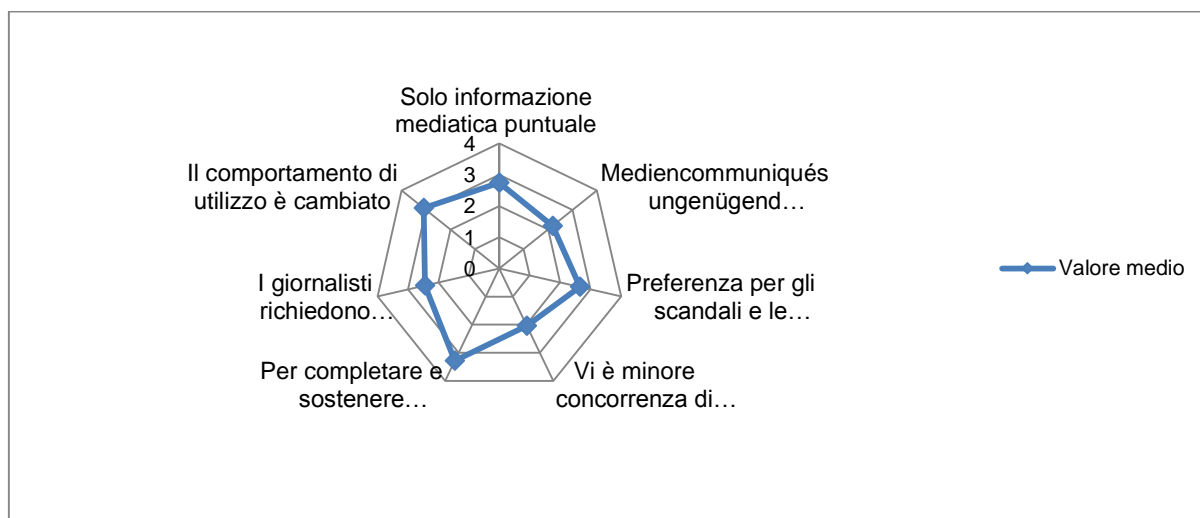 Solo informazione
mediatica puntuale
4
3
2
1
0
Mediencommuniqués
ungenügend…
Preferenza per gli
scandali e le…
Vi è minore
concorrenza di…
Per completare e
sostenere…
I giornalisti
richiedono…
Il comportamento di
utilizzo è cambiato
Valore medio